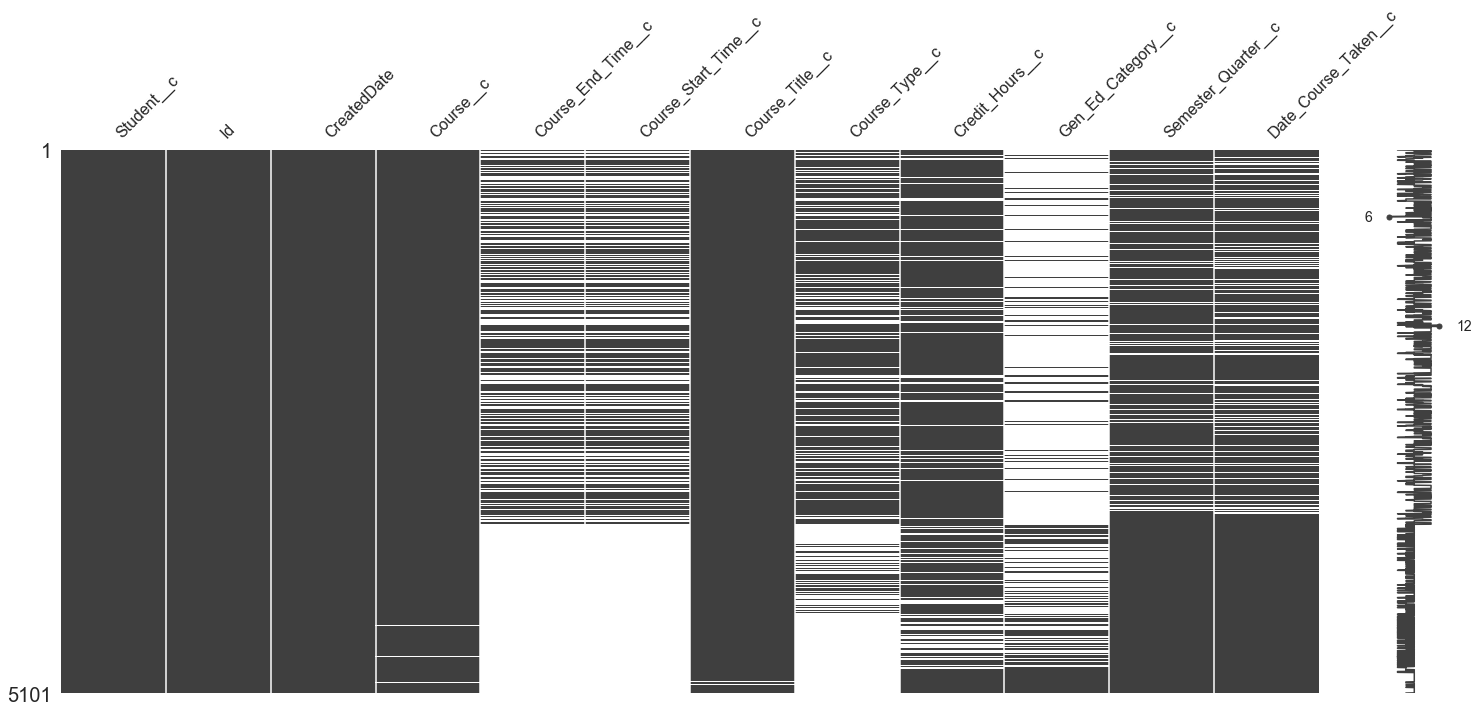 Student__c
Id
CreatedDate
Course__c
Course_End_Time__c
Course_Start_Time__c
Course_Title__c
Course_Type__c
Credit_Hours__c
Gen_Ed_Category__c
Semester_Quarter__c
Date_Course_Taken__c
1
6
12
5101